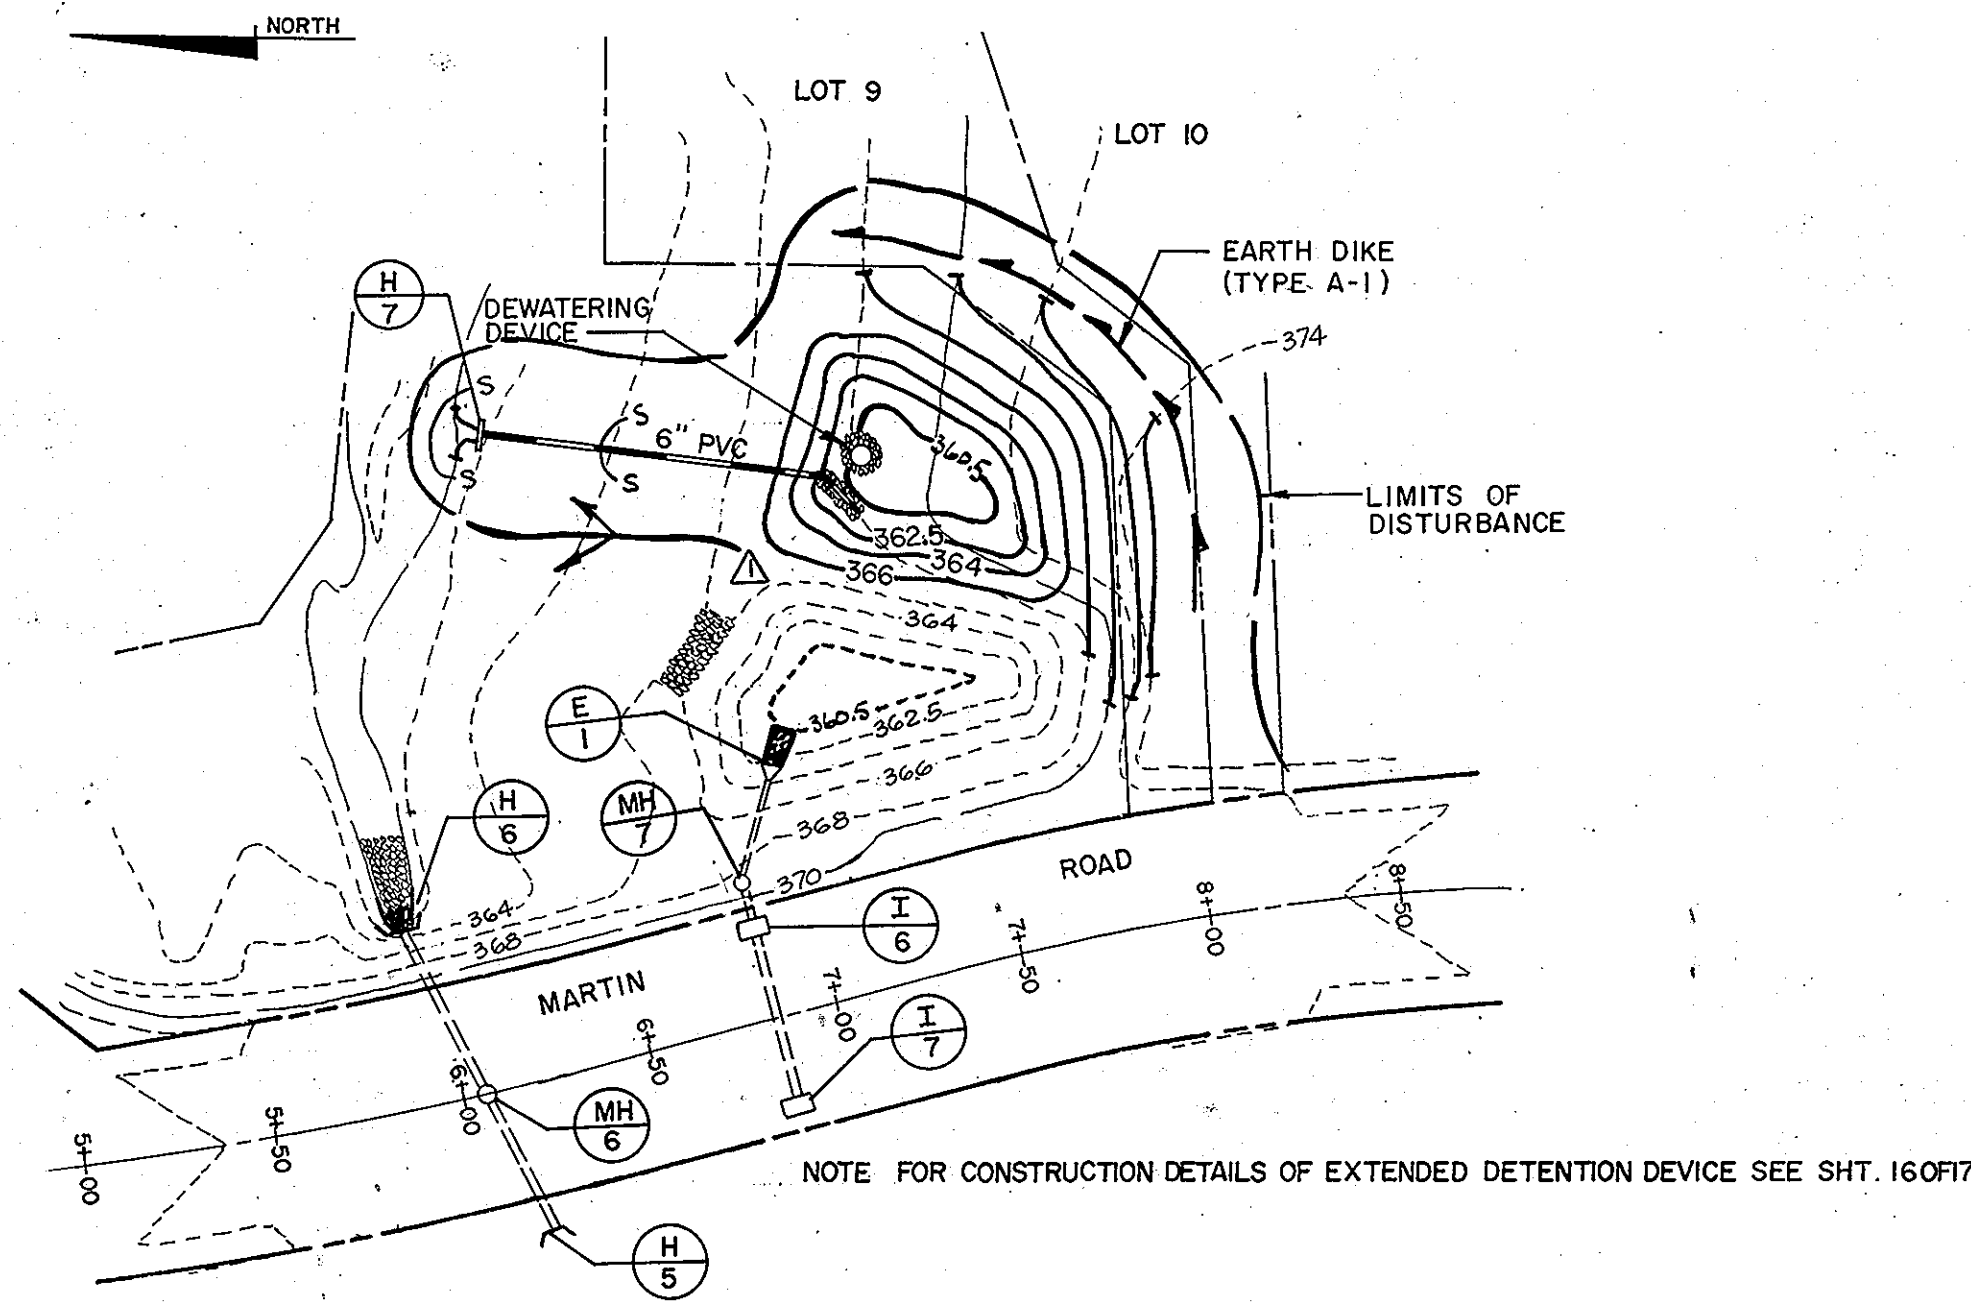 NORTH
LOT 9
LOT 10
EARTH DIKE
(TYPE A-1)
H
7
DEWATERING
DEVICE
374
S
S
6" PVC
S
S
360.5
LIMITS OF
DISTURBANCE
362.5
364
366
1
364
E
1
360.5
362.5
366
H
6
MH
7
368
ROAD
370
364
368
I
6
8+50
8+00
7+50
MARTIN
7+00
I
7
6+50
6+00
MH
6
5+50
5+00
NOTE FOR CONSTRUCTION DETAILS OF EXTENDED DETENTION DEVICE SEE SHT. 16 OF 17
H
5